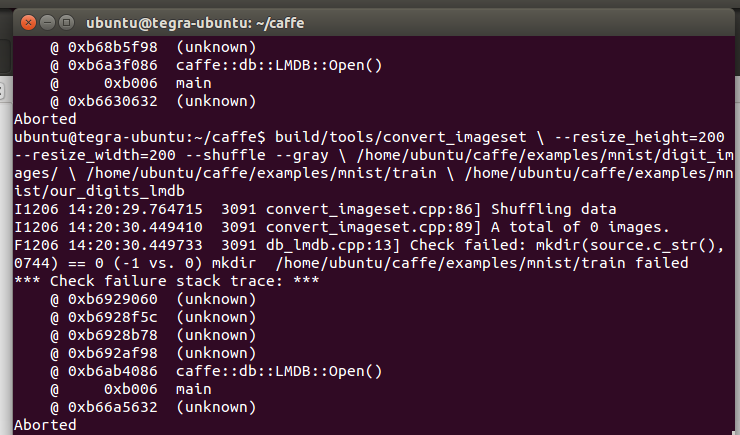 ubuntu@tegra-ubuntu: ~/caffe
@ 0xb68b5f98 (unknown)
@ 0xb6a3f086 caffe::db::LMDB::Open()
@ 0xb006 main
@ 0xb6630632 (unknown)
Aborted
ubuntu@tegra-ubuntu:~/caffe$ build/tools/convert_imageset \ --resize_height=200
--resize_width=200 --shuffle --gray \ /home/ubuntu/caffe/examples/mnist/digit_im
ages/ \ /home/ubuntu/caffe/examples/mnist/train \ /home/ubuntu/caffe/examples/mn
ist/our_digits_lmdb
I1206 14:20:29.764715 3091 convert_imageset.cpp:86] Shuffling data
I1206 14:20:30.449410 3091 convert_imageset.cpp:89] A total of 0 images.
F1206 14:20:30.449733 3091 db_lmdb.cpp:13] Check failed: mkdir(source.c_str(),
0744) == 0 (-1 vs. 0) mkdir  /home/ubuntu/caffe/examples/mnist/train failed
*** Check failure stack trace: ***
@ 0xb6929060 (unknown)
@ 0xb6928f5c (unknown)
@ 0xb6928b78 (unknown)
@ 0xb692af98 (unknown)
@ 0xb6ab4086 caffe::db::LMDB::Open()
@ 0xb006 main
@ 0xb66a5632 (unknown)
Aborted